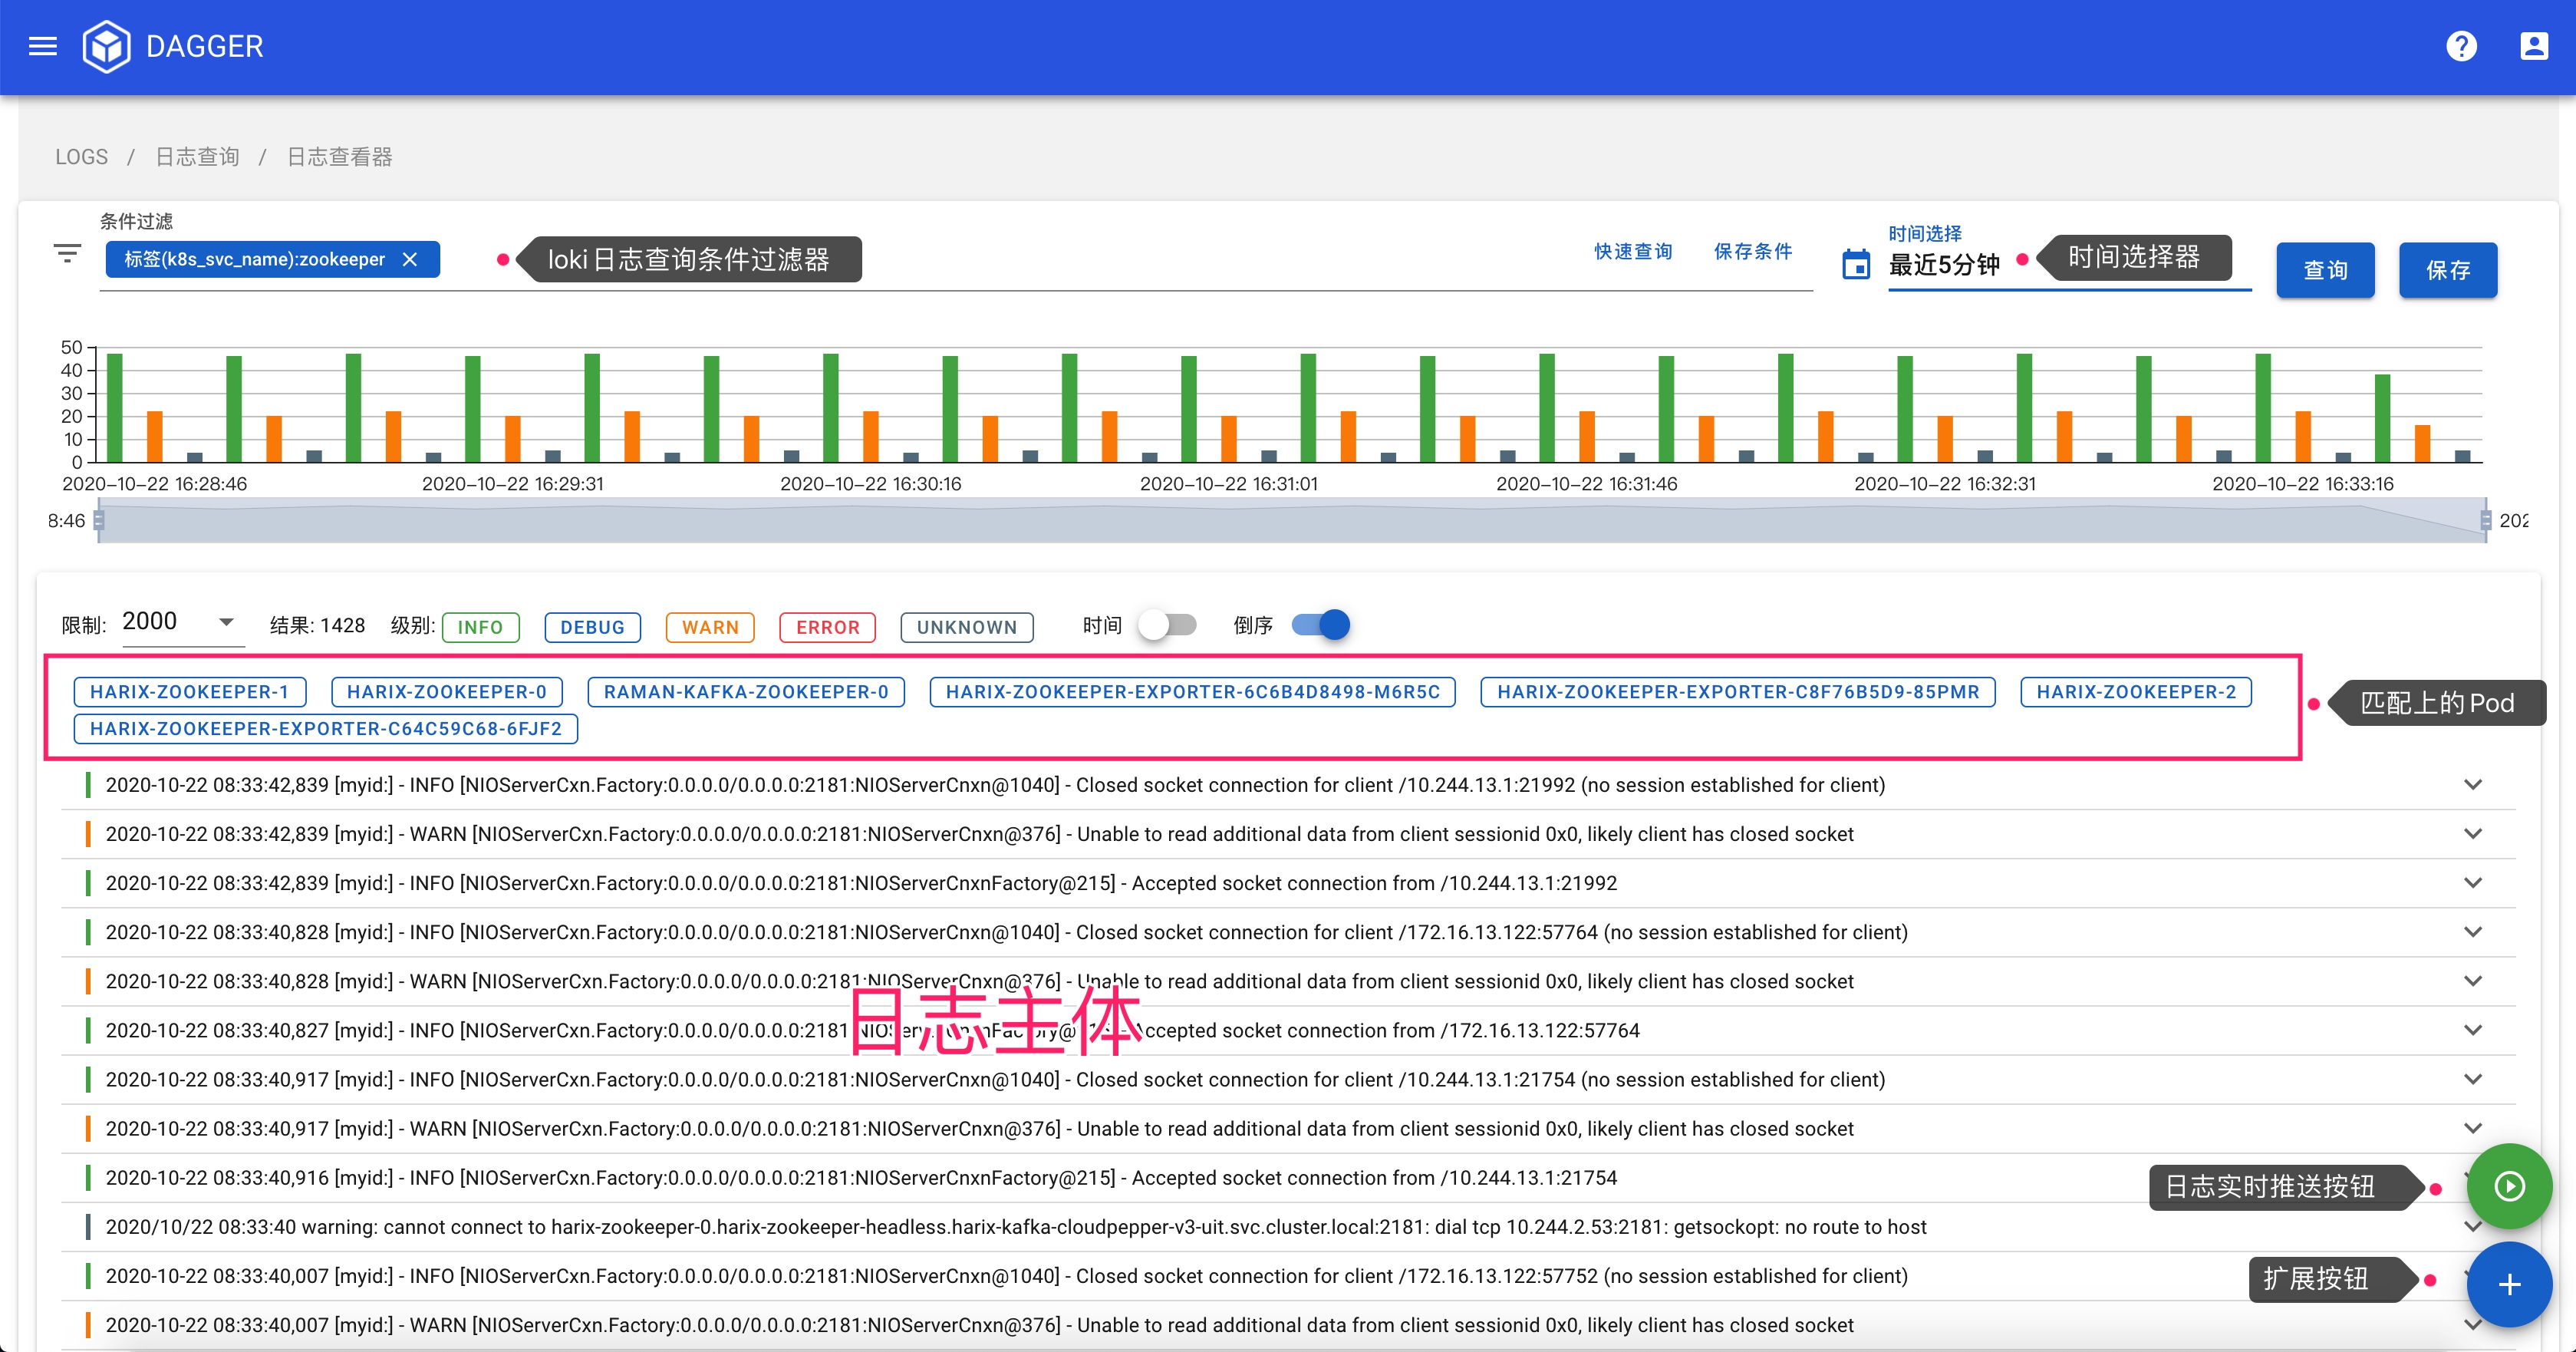 DAGGER
LOGS / 日志查询 / 日志查看器
条件过滤
标签(k8s_svc_name):zookeeper
loki日志查询条件过滤器
快速查询 保存条件
时间选择
最近5分钟
时间选择器
查询 保存
50
40
30
20
10
0
2020-10-22 16:28:46 2020-10-22 16:29:31 2020-10-22 16:30:16 2020-10-22 16:31:01 2020-10-22 16:31:46 2020-10-22 16:32:31 2020-10-22 16:33:16
8:46 202
限制: 2000 结果: 1428 级别: INFO DEBUG WARN ERROR UNKNOWN 时间 倒序
HARIX-ZOOKEEPER-1 HARIX-ZOOKEEPER-0 RAMAN-KAFKA-ZOOKEEPER-0 HARIX-ZOOKEEPER-EXPORTER-6C6B4D8498-M6R5C HARIX-ZOOKEEPER-EXPORTER-C8F76B5D9-85PMR HARIX-ZOOKEEPER-2
HARIX-ZOOKEEPER-EXPORTER-C64C59C68-6FJF2
匹配上的Pod
2020-10-22 08:33:42,839 [myid:] - INFO [NIOServerCxn.Factory:0.0.0.0/0.0.0.0:2181:NIOServerCnxn@1040] - Closed socket connection for client /10.244.13.1:21992 (no session established for client)
2020-10-22 08:33:42,839 [myid:] - WARN [NIOServerCxn.Factory:0.0.0.0/0.0.0.0:2181:NIOServerCnxn@376] - Unable to read additional data from client sessionid 0x0, likely client has closed socket
2020-10-22 08:33:42,839 [myid:] - INFO [NIOServerCxn.Factory:0.0.0.0/0.0.0.0:2181:NIOServerCnxnFactory@215] - Accepted socket connection from /10.244.13.1:21992
2020-10-22 08:33:40,828 [myid:] - INFO [NIOServerCxn.Factory:0.0.0.0/0.0.0.0:2181:NIOServerCnxn@1040] - Closed socket connection for client /172.16.13.122:57764 (no session established for client)
2020-10-22 08:33:40,828 [myid:] - WARN [NIOServerCxn.Factory:0.0.0.0/0.0.0.0:2181:NIOServerCnxn@376] - Unable to read additional data from client sessionid 0x0, likely client has closed socket
日志主体
2020-10-22 08:33:40,827 [myid:] - INFO [NIOServerCxn.Factory:0.0.0.0/0.0.0.0:2181 Accepted socket connection from /172.16.13.122:57764
2020-10-22 08:33:40,917 [myid:] - INFO [NIOServerCxn.Factory:0.0.0.0/0.0.0.0:2181:NIOServerCnxn@1040] - Closed socket connection for client /10.244.13.1:21754 (no session established for client)
2020-10-22 08:33:40,917 [myid:] - WARN [NIOServerCxn.Factory:0.0.0.0/0.0.0.0:2181:NIOServerCnxn@376] - Unable to read additional data from client sessionid 0x0, likely client has closed socket
2020-10-22 08:33:40,916 [myid:] - INFO [NIOServerCxn.Factory:0.0.0.0/0.0.0.0:2181:NIOServerCnxnFactory@215] - Accepted socket connection from /10.244.13.1:21754
日志实时推送按钮
2020/10/22 08:33:40 warning: cannot connect to harix-zookeeper-0.harix-zookeeper-headless.harix-kafka-cloudpepper-v3-uit.svc.cluster.local:2181: dial tcp 10.244.2.53:2181: getsockopt: no route to host
2020-10-22 08:33:40,007 [myid:] - INFO [NIOServerCxn.Factory:0.0.0.0/0.0.0.0:2181:NIOServerCnxn@1040] - Closed socket connection for client /172.16.13.122:57752 (no session established for client)
扩展按钮
2020-10-22 08:33:40,007 [myid:] - WARN [NIOServerCxn.Factory:0.0.0.0/0.0.0.0:2181:NIOServerCnxn@376] - Unable to read additional data from client sessionid 0x0, likely client has closed socket